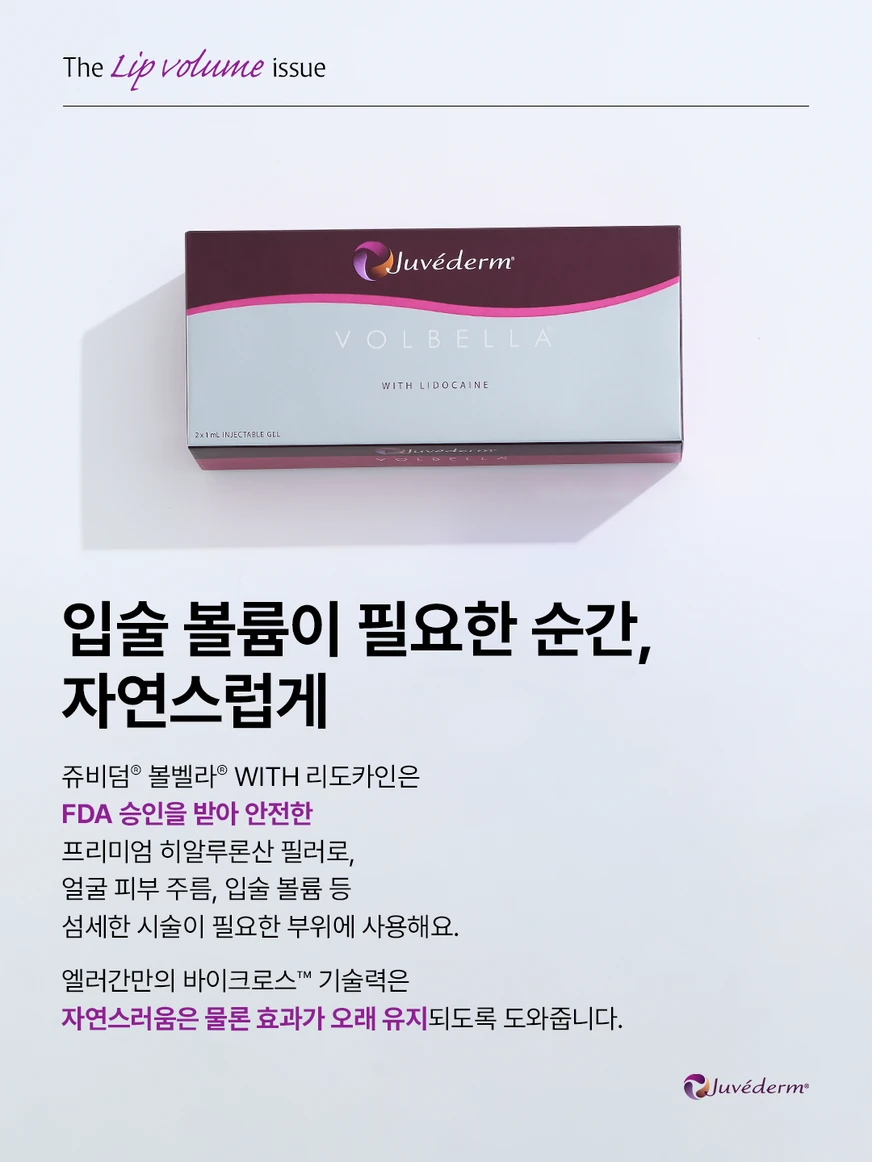 The Lip volume issue
Juvéderm®
VOLBELLA
WITH LIDOCAINE
2x1mL INJECTABLE GEL
Juvéderm®
VOLBELLA
입술 볼륨이 필요한 순간,
자연스럽게
쥬비덤® 볼벨라® WITH 리도카인은
FDA 승인을 받아 안전한
프리미엄 히알루론산 필러로,
얼굴 피부 주름, 입술 볼륨 등
섬세한 시술이 필요한 부위에 사용해요.
엘러간만의 바이크로스™ 기술력은
자연스러움은 물론 효과가 오래 유지되도록 도와줍니다.
Juvéderm®